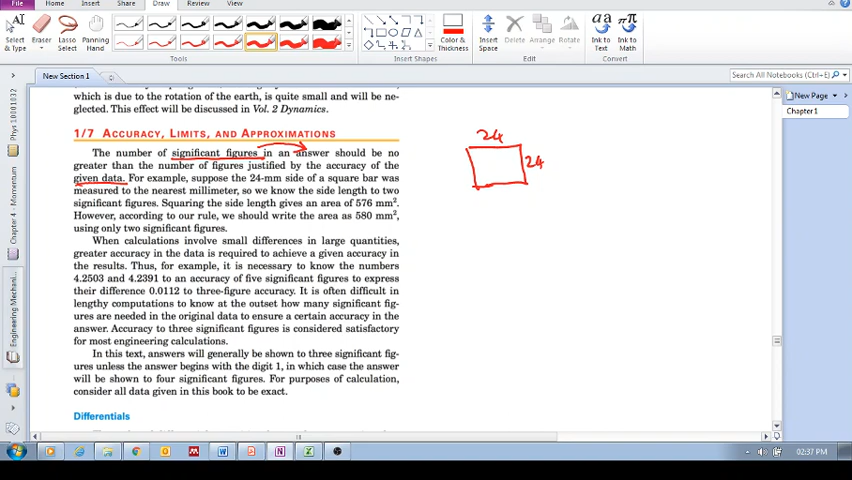 File Home Insert Share Draw View
Select & Type
Eraser
Lasso Select
Panning Hand
Color & Thickness
Insert Space
Delete
Arrange
Rotate
Ink to Text
Ink to Math
Tools
Insert Shapes
Edit
Convert
New Section 1
Search All Notebooks (Ctrl+E)
New Page
Chapter 1
Phys 10001032
Chapter 4 - Momentum
Engineering Mechani
which is due to the rotation of the earth, is quite small and will be ne-
glected. This effect will be discussed in Vol. 2 Dynamics.
1/7 ACCURACY, LIMITS, AND APPROXIMATIONS
The number of significant figures in an answer should be no
greater than the number of figures justified by the accuracy of the
given data. For example, suppose the 24-mm side of a square bar was
measured to the nearest millimeter, so we know the side length to two
significant figures. Squaring the side length gives an area of 576 mm².
However, according to our rule, we should write the area as 580 mm²,
using only two significant figures.
When calculations involve small differences in large quantities,
greater accuracy in the data is required to achieve a given accuracy in
the results. Thus, for example, it is necessary to know the numbers
4.2503 and 4.2391 to an accuracy of five significant figures to express
their difference 0.0112 to three-figure accuracy. It is often difficult in
lengthy computations to know at the outset how many significant fig-
ures are needed in the original data to ensure a certain accuracy in the
answer. Accuracy to three significant figures is considered satisfactory
for most engineering calculations.
In this text, answers will generally be shown to three significant fig-
ures unless the answer begins with the digit 1, in which case the answer
will be shown to four significant figures. For purposes of calculation,
consider all data given in this book to be exact.
Differentials
24
24
02:37 PM